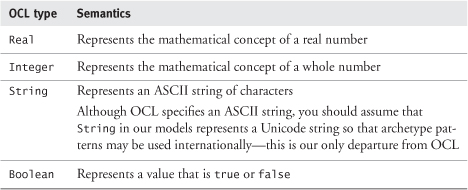 OCL type Semantics
Real Represents the mathematical concept of a real number
Integer Represents the mathematical concept of a whole number
String Represents an ASCII string of characters
Although OCL specifies an ASCII string, you should assume that
String in our models represents a Unicode string so that archetype pat-
terns may be used internationally—this is our only departure from OCL
Boolean Represents a value that is true or false